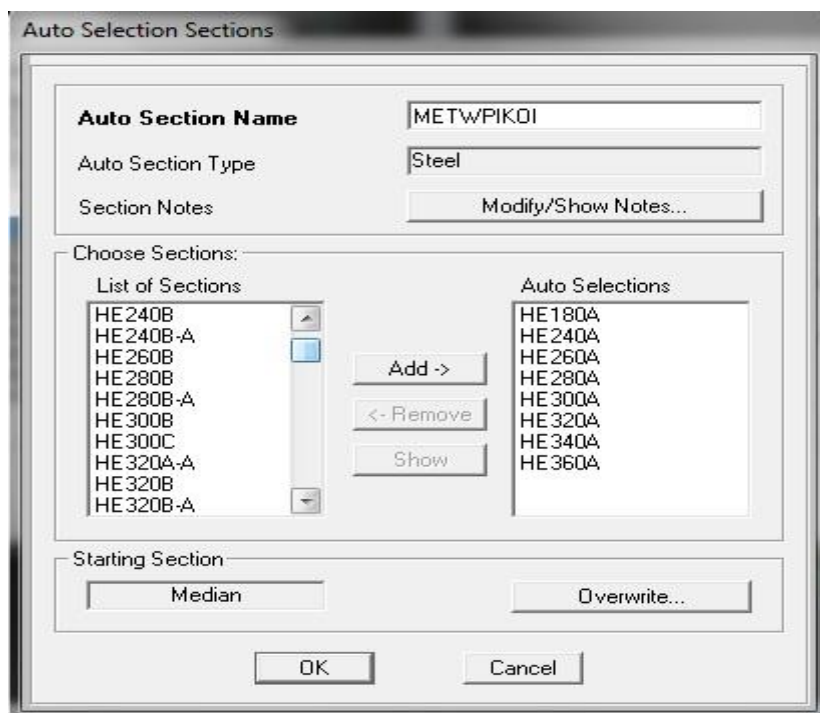 Auto Selection Sections
Auto Section Name METWPIKOI
Auto Section Type Steel
Section Notes Modify/Show Notes...
Choose Sections:
List of Sections Auto Selections
HE240B HE180A
HE240B-A HE240A
HE260B HE260A
HE280B HE280A
HE280B-A HE300A
HE300B HE320A
HE300C HE340A
HE320A-A HE360A
HE320B
HE320B-A
Add ->
<- Remove
Show
Starting Section
Median Overwrite...
OK Cancel